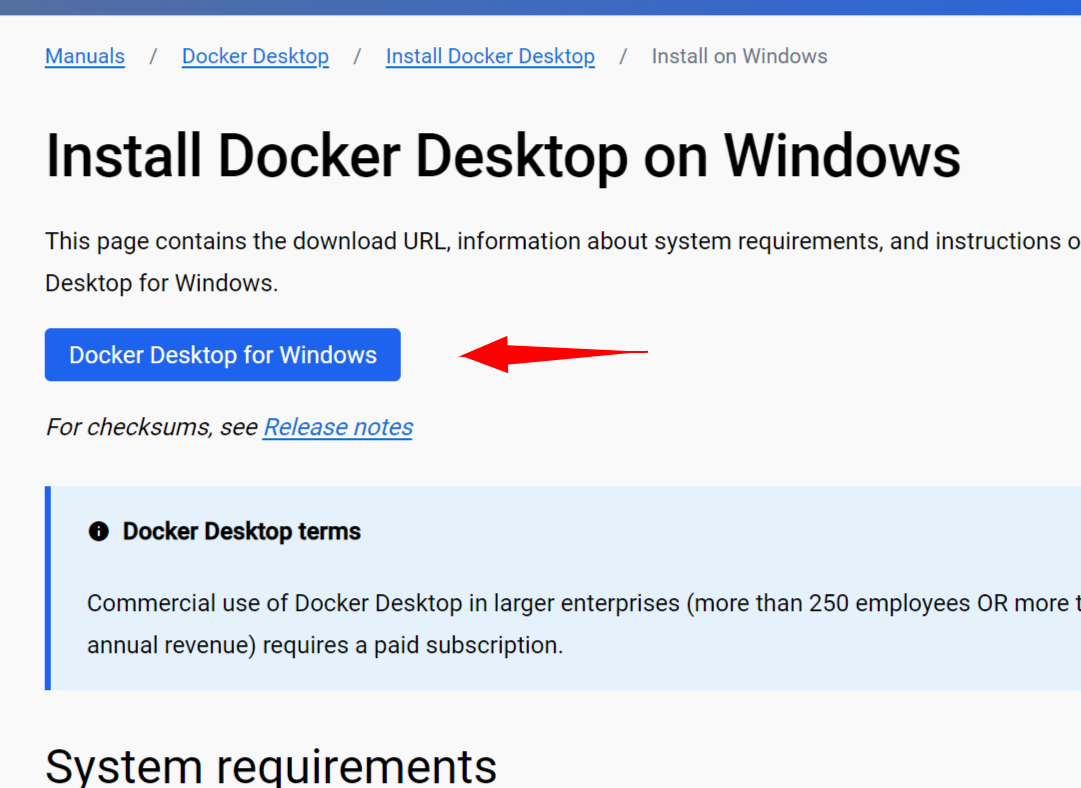 Manuals / Docker Desktop / Install Docker Desktop / Install on Windows
Install Docker Desktop on Windows
This page contains the download URL, information about system requirements, and instructions
Desktop for Windows.
Docker Desktop for Windows
For checksums, see Release notes
Docker Desktop terms
Commercial use of Docker Desktop in larger enterprises (more than 250 employees OR more
annual revenue) requires a paid subscription.
System requirements